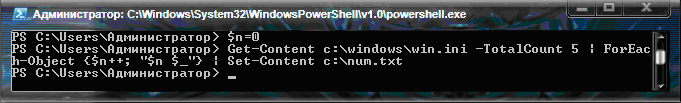 Администратор: C:\Windows\System32\WindowsPowerShell\v1.0\powershell.exe
PS C:\Users\Администратор> $n=0
PS C:\Users\Администратор> Get-Content c:\windows\win.ini -TotalCount 5 | ForEac
h-Object {$n++; "$n $_"} | Set-Content c:\num.txt
PS C:\Users\Администратор> _